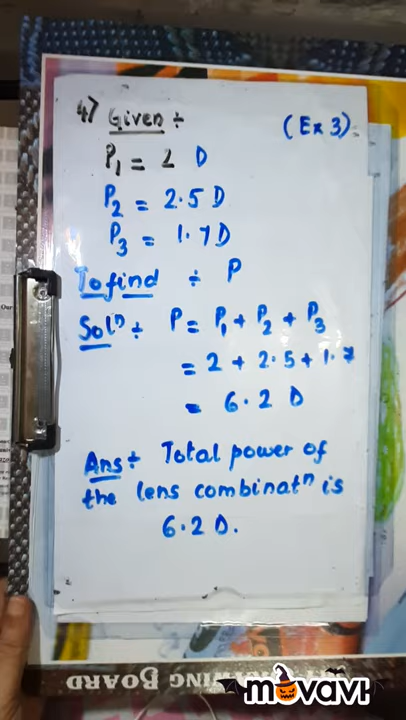 4) Given ÷ (Ex 3)
P₁ = 2 D
P₂ = 2.5 D
P₃ = 1.7 D
To find ÷ P
Solⁿ ÷ P = P₁ + P₂ + P₃
= 2 + 2.5 + 1.7
= 6.2 D
Ans ÷ Total power of
the lens combinatⁿ is
6.2 D.
BOARD
movavi